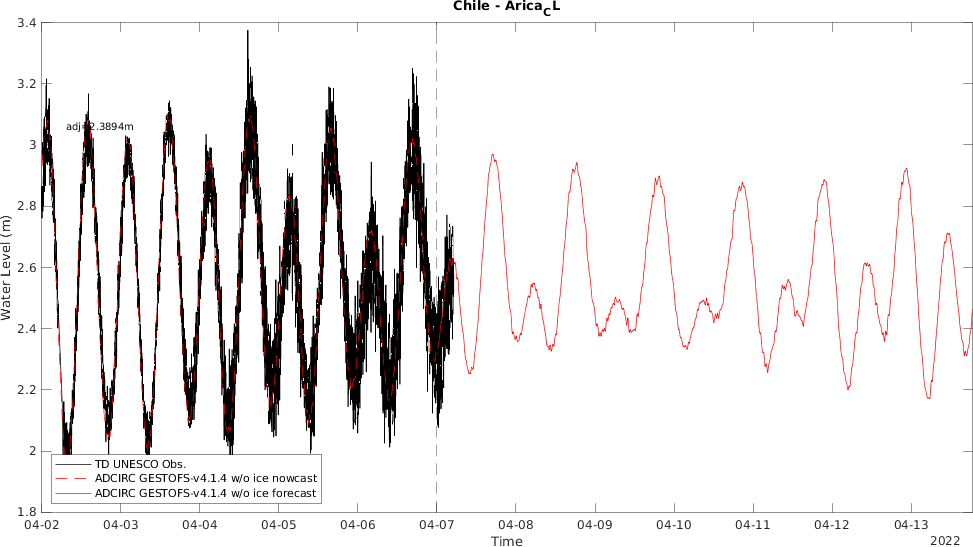 Chile - Arica_CL
3.4
3.2
3
2.8
2.6
2.4
2.2
2
1.8
Water Level (m)
adj=2.3894m
TD UNESCO Obs.
ADCIRC GESTOFS-v4.1.4 w/o ice nowcast
ADCIRC GESTOFS-v4.1.4 w/o ice forecast
04-02 04-03 04-04 04-05 04-06 04-07 04-08 04-09 04-10 04-11 04-12 04-13
Time
2022